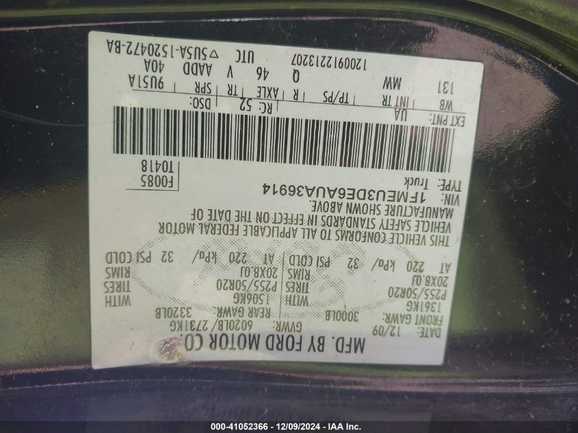 MFD. BY FORD MOTOR CO.
DATE: 12/09 GVWR: 6020LB / 2731KG
FRONT GAWR: 3000LB REAR GAWR: 3320LB
1361KG WITH 1506KG WITH
P255/50R20 TIRES P255/50R20 TIRES
20X8.0J RIMS 20X8.0J RIMS
AT 220 kPa/ 32 PSI COLD AT 220 kPa/ 32 PSI COLD
THIS VEHICLE CONFORMS TO ALL APPLICABLE FEDERAL MOTOR
VEHICLE SAFETY STANDARDS IN EFFECT ON THE DATE OF
MANUFACTURE SHOWN ABOVE.
VIN: 1FMEU3DE6AUA36914 F0085
TYPE: Truck T0418
EXT PNT: UA RC: 52 DSO:
WB INT TR TP/PS R AXLE TR SPR 9U5TA
131 MW Q 46 V AADD 40A
1200912213207 UTC ▽5U5A-1520472-BA
000-41052366 | 12/09/2024 | IAA Inc.